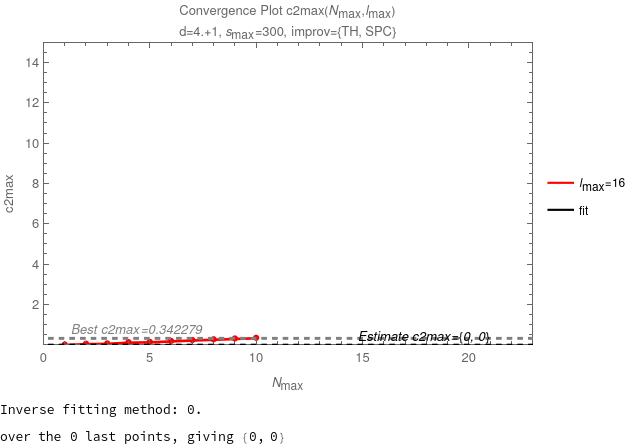 Convergence Plot c2max(Nmax,lmax)
d=4.+1, smax=300, improv={TH, SPC}
14
12
10
8
6
4
2
c2max
lmax=16
fit
Best c2max=0.342279
Estimate c2max={0, 0}
0 5 10 15 20
Nmax
Inverse fitting method: 0.
over the 0 last points, giving {0, 0}